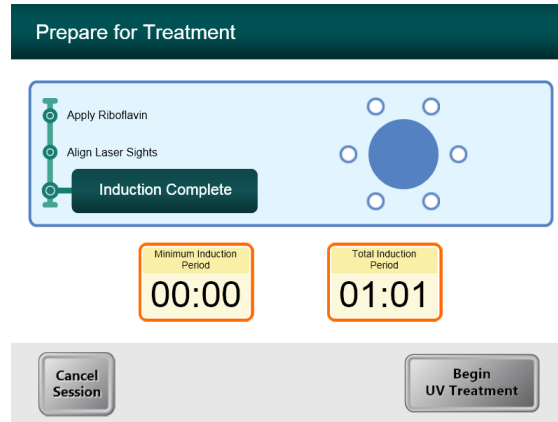 Prepare for Treatment
Apply Riboflavin
Align Laser Sights
Induction Complete
Minimum Induction
Period
00:00
Total Induction
Period
01:01
Cancel
Session
Begin
UV Treatment